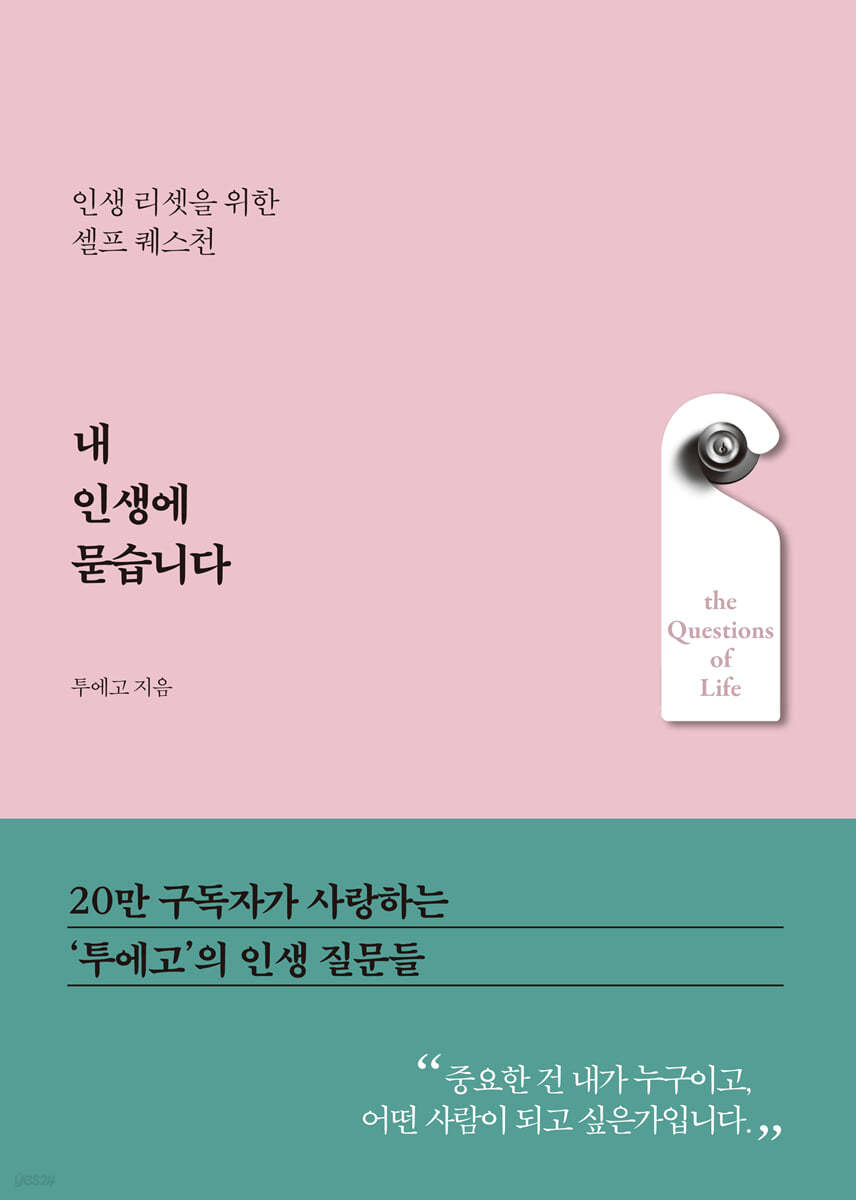 인생 리셋을 위한
셀프 퀘스천
내
인생에
묻습니다
투에고 지음
the
Questions
of
Life
20만 구독자가 사랑하는
‘투에고’의 인생 질문들
“중요한 건 내가 누구이고,
어떤 사람이 되고 싶은가입니다.”
yes24